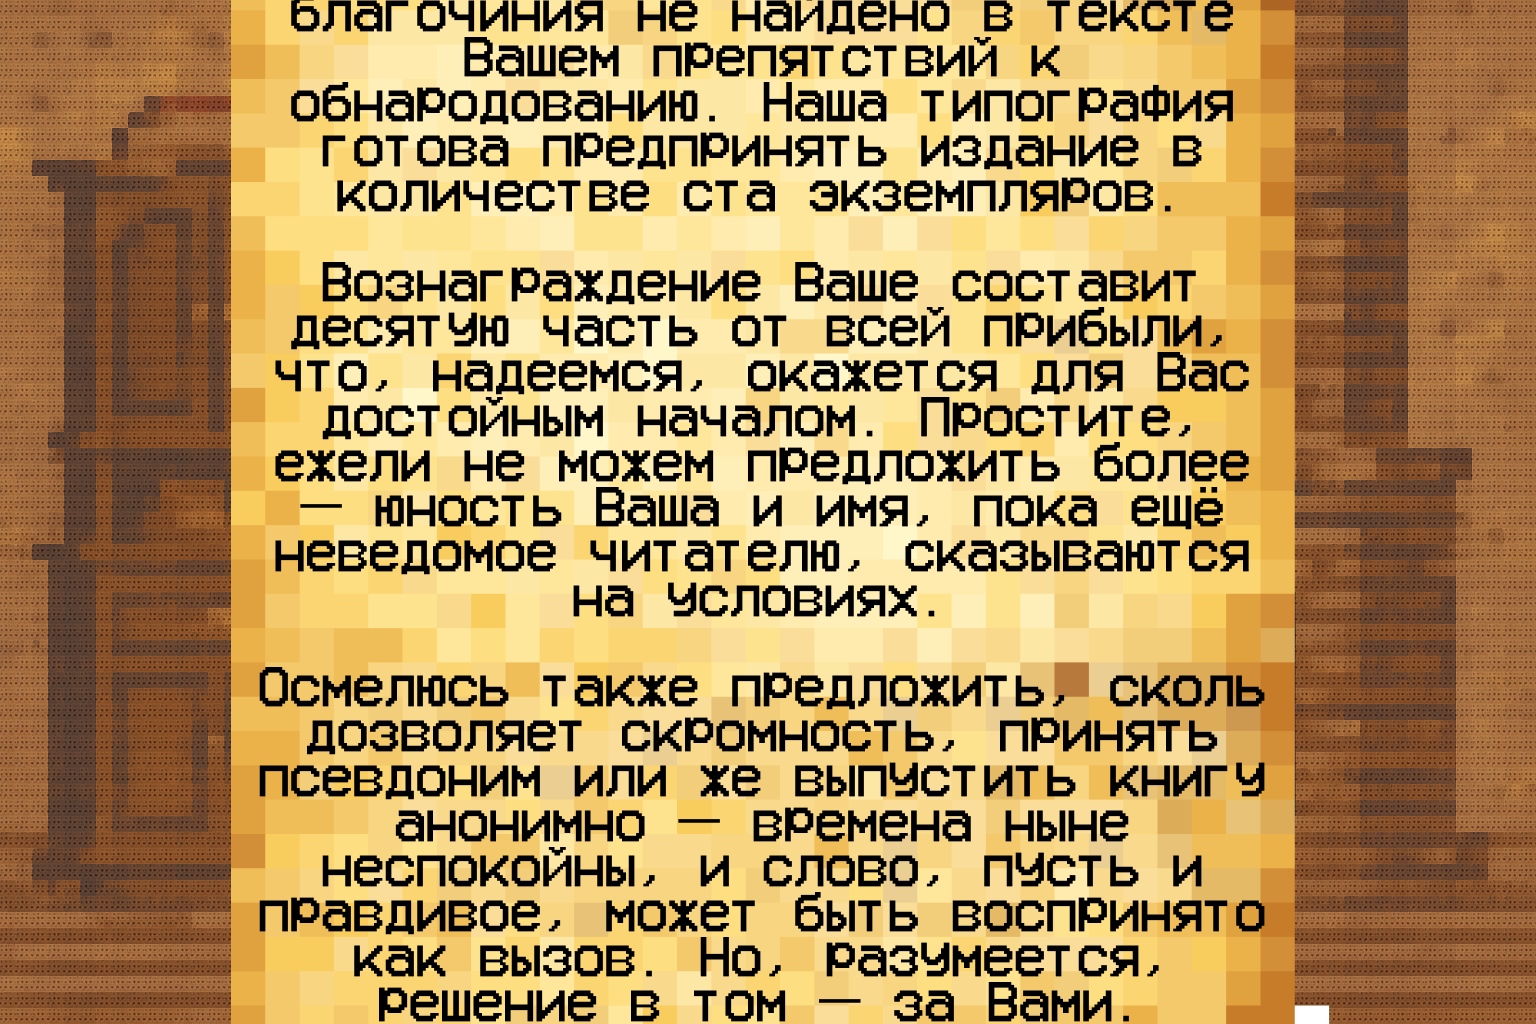 благочиния не найдено в тексте
Вашем препятствий к
обнародованию. Наша типография
готова предпринять издание в
количестве ста экземпляров.
Вознаграждение Ваше составит
десятую часть от всей прибыли,
что, надеемся, окажется для Вас
достойным началом. Простите,
ежели не можем предложить более
— юность Ваша и имя, пока ещё
неведомое читателю, сказываются
на условиях.
Осмелюсь также предложить, сколь
дозволяет скромность, принять
псевдоним или же выпустить книгу
анонимно — времена ныне
неспокойны, и слово, пусть и
правдивое, может быть воспринято
как вызов. Но, разумеется,
решение в том — за Вами.